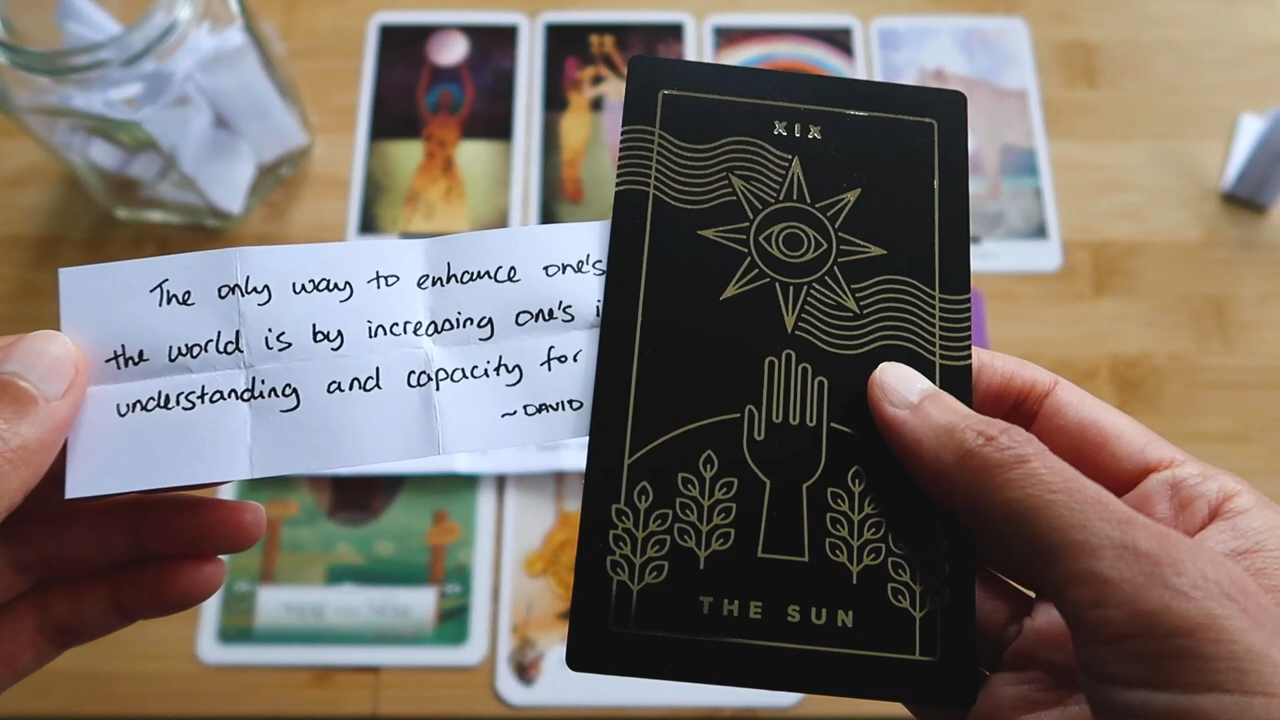 The only way to enhance one's
the world is by increasing one's
understanding and capacity for
~DAVID
XIX
THE SUN